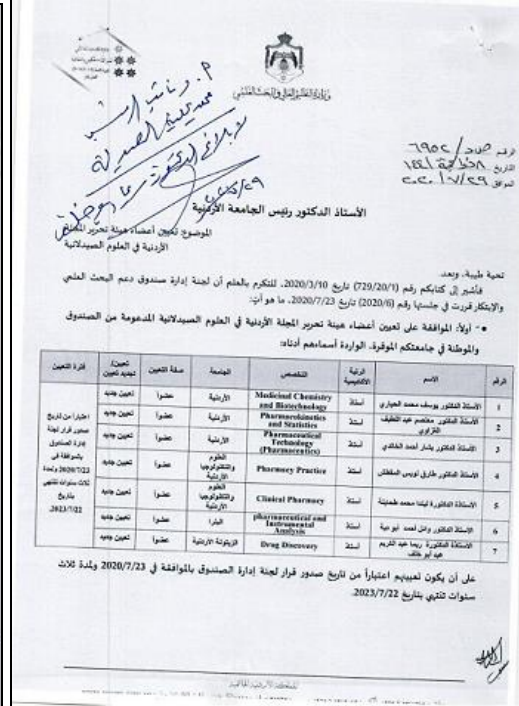 وزارة التعليم العالي والبحث العلمي
الأستاذ الدكتور رئيس الجامعة الأردنية
الموضوع: تعيين أعضاء هيئة تحرير المجلة
الأردنية في العلوم الصيدلانية
تحية طيبة، وبعد،
فأشير إلى كتابكم رقم (729/20/1) تاريخ 2020/3/10، للتكرم بالعلم أن لجنة إدارة صندوق دعم البحث العلمي
والابتكار قررت في جلستها رقم (2020/6) تاريخ 2020/7/23، ما هو آتٍ:
•- أولاً: الموافقة على تعيين أعضاء هيئة تحرير المجلة الأردنية في العلوم الصيدلانية المدعومة من الصندوق
والموطنة في جامعتكم الموقرة، الواردة أسماءهم أدناه:
الرقم الاسم الرتبة الأكاديمية التخصص الجامعة صفة التعيين تعيين/ تجديد تعيين فترة التعيين
1 الأستاذ الدكتور يوسف محمد الحياري أستاذ Medicinal Chemistry and Biotechnology الأردنية عضواً تعيين جديد
2 الأستاذ الدكتور معتصم عبد اللطيف الغزاوي أستاذ Pharmacokinetics and Statistics الأردنية عضواً تعيين جديد
3 الأستاذ الدكتور بشار أحمد الخالدي أستاذ Pharmaceutical Technology (Pharmaceutics) الأردنية عضواً تعيين جديد
4 الأستاذ الدكتور طارق لويس المقطش أستاذ Pharmacy Practice العلوم والتكنولوجيا الأردنية عضواً تعيين جديد
5 الأستاذة الدكتورة لينا محمد طحينة أستاذ Clinical Pharmacy العلوم والتكنولوجيا الأردنية عضواً تعيين جديد
6 الأستاذ الدكتور وائل أحمد أبو دية أستاذ pharmaceutical and Instrumental Analysis البترا عضواً تعيين جديد
7 الأستاذة الدكتورة ريما عبد الكريم عيد أبو خلف أستاذ Drug Discovery الزيتونة الأردنية عضواً تعيين جديد
اعتباراً من تاريخ
صدور قرار لجنة
إدارة الصندوق
بالموافقة في
2020/7/23 ولمدة
ثلاث سنوات تنتهي
بتاريخ
2023/7/22.
على أن يكون تعيينهم اعتباراً من تاريخ صدور قرار لجنة إدارة الصندوق بالموافقة في 2020/7/23 ولمدة ثلاث
سنوات تنتهي بتاريخ 2023/7/22.